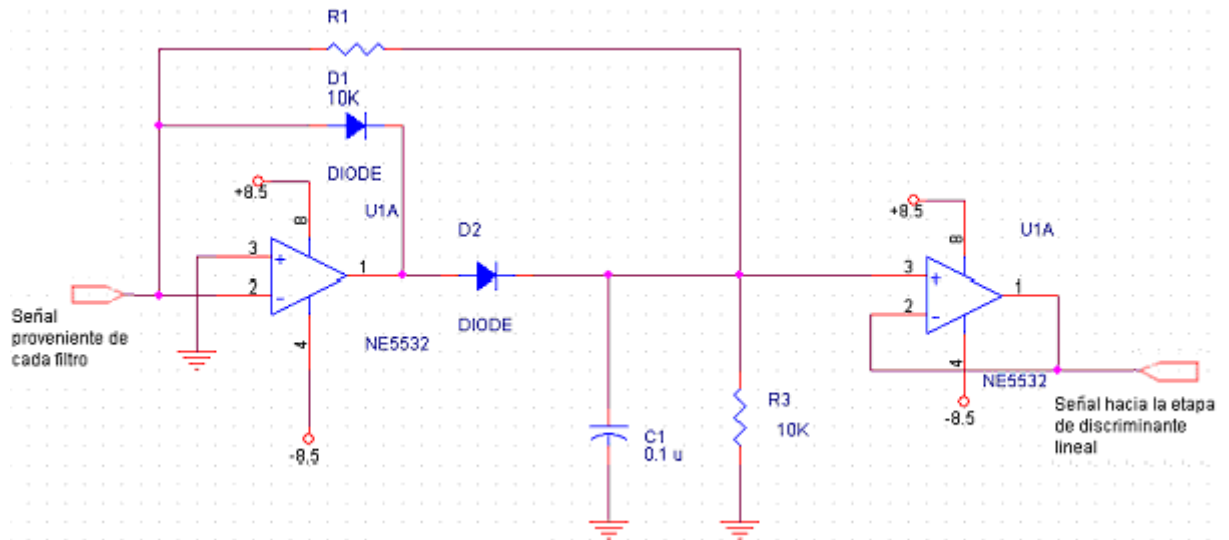 R1
D1
10K
DIODE
+8.5
8
U1A
3
+
2
-
1
4
NE5532
-8.5
Señal
proveniente de
cada filtro
D2
DIODE
C1
0.1 u
R3
10K
+8.5
8
U1A
3
+
2
-
1
4
NE5532
-8.5
Señal hacia la etapa
de discriminante
lineal